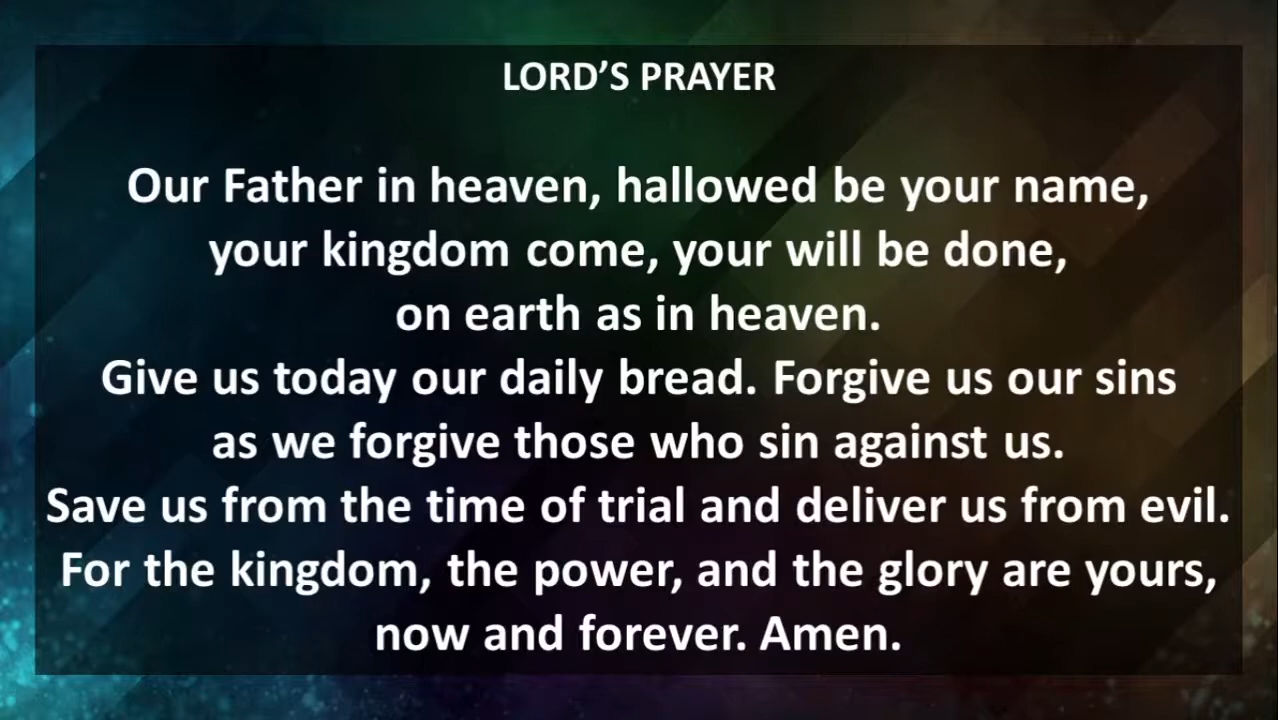 LORD’S PRAYER
Our Father in heaven, hallowed be your name,
your kingdom come, your will be done,
on earth as in heaven.
Give us today our daily bread. Forgive us our sins
as we forgive those who sin against us.
Save us from the time of trial and deliver us from evil.
For the kingdom, the power, and the glory are yours,
now and forever. Amen.